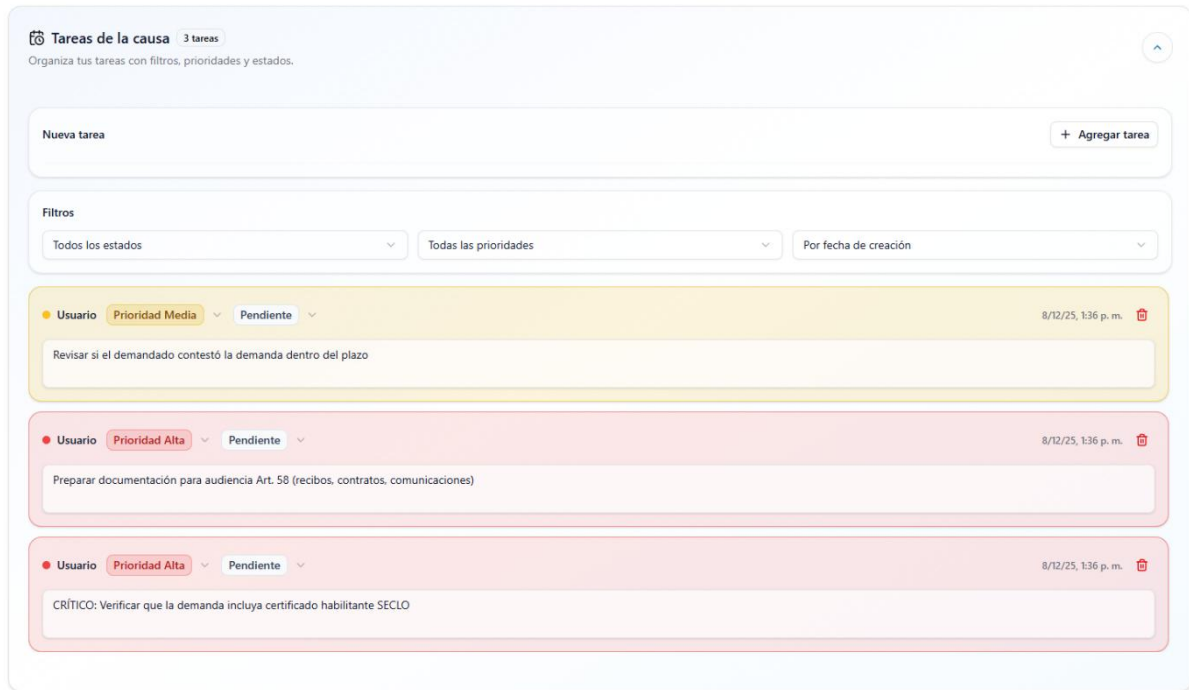 Tareas de la causa 3 tareas
Organiza tus tareas con filtros, prioridades y estados.
Nueva tarea
+ Agregar tarea
Filtros
Todos los estados
Todas las prioridades
Por fecha de creación
Usuario Prioridad Media Pendiente 8/12/25, 1:36 p. m.
Revisar si el demandado contestó la demanda dentro del plazo
Usuario Prioridad Alta Pendiente 8/12/25, 1:36 p. m.
Preparar documentación para audiencia Art. 58 (recibos, contratos, comunicaciones)
Usuario Prioridad Alta Pendiente 8/12/25, 1:36 p. m.
CRÍTICO: Verificar que la demanda incluya certificado habilitante SECLO